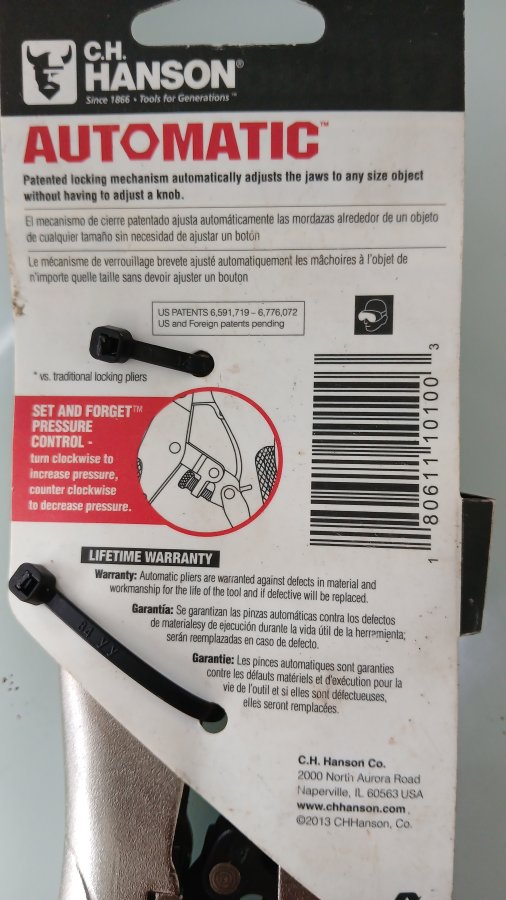 C.H.
HANSON®
Since 1866 • Tools for Generations™
AUTOMATIC™
Patented locking mechanism automatically adjusts the jaws to any size object
without having to adjust a knob.
El mecanismo de cierre patentado ajusta automáticamente las mordazas alrededor de un objeto
de cualquier tamaño sin necesidad de ajustar un botón
Le mécanisme de verrouillage brevete ajusté automatiquement les mâchoires à l'objet de
n'importe quelle taille sans devoir ajuster un bouton
US PATENTS 6,591,719 - 6,776,072
US and Foreign patents pending
* vs. traditional locking pliers
SET AND FORGET™
PRESSURE
CONTROL -
turn clockwise to
increase pressure,
counter clockwise
to decrease pressure.
1 80611 10100 3
LIFETIME WARRANTY
Warranty: Automatic pliers are warranted against defects in material and
workmanship for the life of the tool and if defective will be replaced.
Garantía: Se garantizan las pinzas automáticas contra los defectos
de materialesy de ejecución durante la vida útil de la herramienta;
serán reemplazadas en caso de defecto.
Garantie: Les pinces automatiques sont garanties
contre les défauts matériels et d'exécution pour la
vie de l'outil et si elles sont défectueuses,
elles seront remplacées.
C.H. Hanson Co.
2000 North Aurora Road
Naperville, IL 60563 USA
www.chhanson.com
©2013 CHHanson, Co.